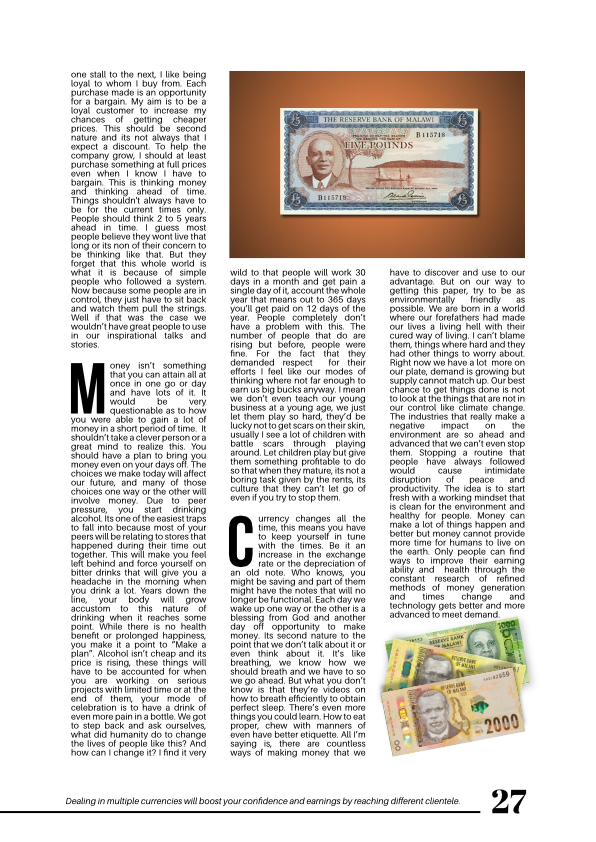 one stall to the next, I like being
loyal to whom I buy from. Each
purchase made is an opportunity
for a bargain. My aim is to be a
loyal customer to increase my
chances of getting cheaper
prices. This should be second
nature and its not always that I
expect a discount. To help the
company grow, I should at least
purchase something at full prices
even when I know I have to
bargain. This is thinking money
and thinking ahead of time.
Things shouldn't always have to
be for the current times only.
People should think 2 to 5 years
ahead in time. I guess most
people believe they wont live that
long or its non of their concern to
be thinking like that. But they
forget that this whole world is
what it is because of simple
people who followed a system.
Now because some people are in
control, they just have to sit back
and watch them pull the strings.
Well if that was the case we
wouldn't have great people to use
in our inspirational talks and
stories.
Money isn't something
that you can attain all at
once in one go or day
and have lots of it. It
would be very
questionable as to how
you were able to gain a lot of
money in a short period of time. It
shouldn't take a clever person or a
great mind to realize this. You
should have a plan to bring you
money even on your days off. The
choices we make today will affect
our future, and many of those
choices one way or the other will
involve money. Due to peer
pressure, you start drinking
alcohol. Its one of the easiest traps
to fall into because most of your
peers will be relating to stores that
happened during their time out
together. This will make you feel
left behind and force yourself on
bitter drinks that will give you a
headache in the morning when
you drink a lot. Years down the
line, your body will grow
accustom to this nature of
drinking when it reaches some
point. While there is no health
benefit or prolonged happiness,
you make it a point to “Make a
plan”. Alcohol isn't cheap and its
price is rising, these things will
have to be accounted for when
you are working on serious
projects with limited time or at the
end of them, your mode of
celebration is to have a drink of
even more pain in a bottle. We got
to step back and ask ourselves,
what did humanity do to change
the lives of people like this? And
how can I change it? I find it very
THE RESERVE BANK OF MALAWI
B 115718
FIVE POUNDS
B 115718
£5
£5
£5
£5
wild to that people will work 30
days in a month and get pain a
single day of it, account the whole
year that means out to 365 days
you'll get paid on 12 days of the
year. People completely don't
have a problem with this. The
number of people that do are
rising but before, people were
fine. For the fact that they
demanded respect for their
efforts I feel like our modes of
thinking where not far enough to
earn us big bucks anyway. I mean
we don't even teach our young
business at a young age, we just
let them play so hard, they'd be
lucky not to get scars on their skin,
usually I see a lot of children with
battle scars through playing
around. Let children play but give
them something profitable to do
so that when they mature, its not a
boring task given by the rents, its
culture that they can't let go of
even if you try to stop them.
Currency changes all the
time, this means you have
to keep yourself in tune
with the times. Be it an
increase in the exchange
rate or the depreciation of
an old note. Who knows, you
might be saving and part of them
might have the notes that will no
longer be functional. Each day we
wake up one way or the other is a
blessing from God and another
day off opportunity to make
money. Its second nature to the
point that we don't talk about it or
even think about it. It's like
breathing, we know how we
should breath and we have to so
we go ahead. But what you don't
know is that they're videos on
how to breath efficiently to obtain
perfect sleep. There's even more
things you could learn. How to eat
proper, chew with manners of
even have better etiquette. All I'm
saying is, there are countless
ways of making money that we
have to discover and use to our
advantage. But on our way to
getting this paper, try to be as
environmentally friendly as
possible. We are born in a world
where our forefathers had made
our lives a living hell with their
cured way of living. I can't blame
them, things where hard and they
had other things to worry about.
Right now we have a lot more on
our plate, demand is growing but
supply cannot match up. Our best
chance to get things done is not
to look at the things that are not in
our control like climate change.
The industries that really make a
negative impact on the
environment are so ahead and
advanced that we can't even stop
them. Stopping a routine that
people have always followed
would cause intimidate
disruption of peace and
productivity. The idea is to start
fresh with a working mindset that
is clean for the environment and
healthy for people. Money can
make a lot of things happen and
better but money cannot provide
more time for humans to live on
the earth. Only people can find
ways to improve their earning
ability and health through the
constant research of refined
methods of money generation
and times change and
technology gets better and more
advanced to meet demand.
1000
RESERVE BANK
OF MALAWI
2000
Dealing in multiple currencies will boost your confidence and earnings by reaching different clientele.
27